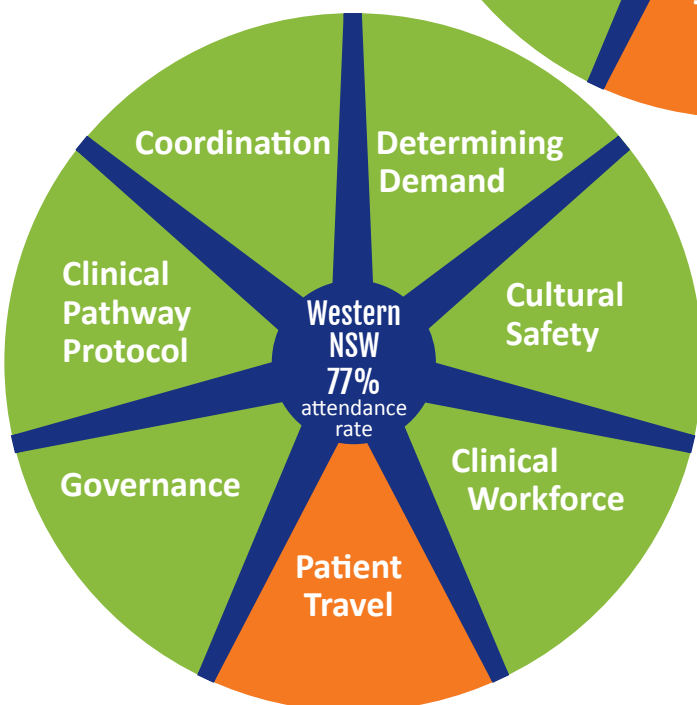 Coordination
Determining
Demand
Clinical
Pathway
Protocol
Cultural
Safety
Western
NSW
77%
attendance
rate
Governance
Clinical
Workforce
Patient
Travel